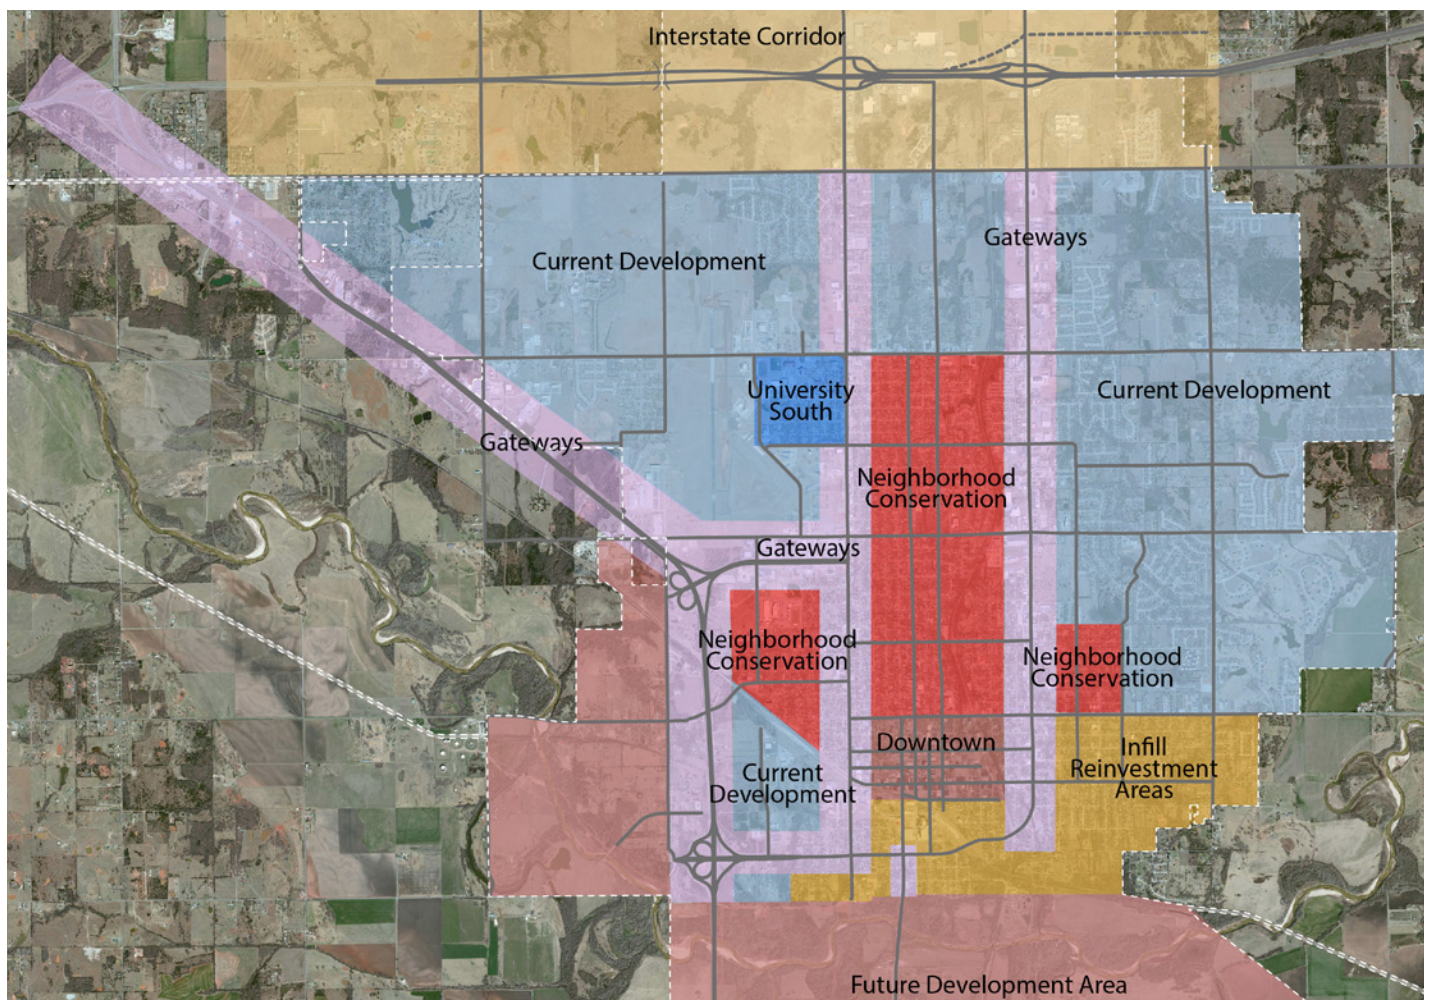 Interstate Corridor
Gateways
Current Development
University
South
Current Development
Gateways
Neighborhood
Conservation
Gateways
Neighborhood
Conservation
Neighborhood
Conservation
Downtown
Infill
Reinvestment
Areas
Current
Development
Future Development Area